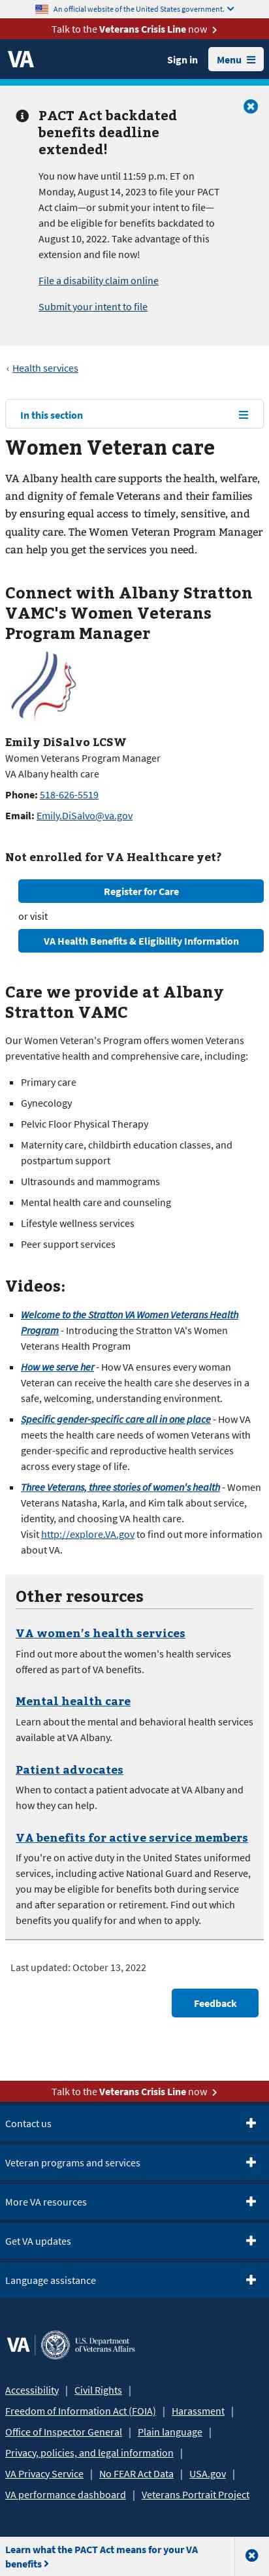 An official website of the United States government.
Talk to the Veterans Crisis Line now
VA
Sign in
Menu
PACT Act backdated
benefits deadline
extended!
You now have until 11:59 p.m. ET on
Monday, August 14, 2023 to file your PACT
Act claim—or submit your intent to file—
and be eligible for benefits backdated to
August 10, 2022. Take advantage of this
extension and file now!
File a disability claim online
Submit your intent to file
‹ Health services
In this section
Women Veteran care
VA Albany health care supports the health, welfare,
and dignity of female Veterans and their families
by ensuring equal access to timely, sensitive, and
quality care. The Women Veteran Program Manager
can help you get the services you need.
Connect with Albany Stratton
VAMC's Women Veterans
Program Manager
Emily DiSalvo LCSW
Women Veterans Program Manager
VA Albany health care
Phone: 518-626-5519
Email: Emily.DiSalvo@va.gov
Not enrolled for VA Healthcare yet?
Register for Care
or visit
VA Health Benefits & Eligibility Information
Care we provide at Albany
Stratton VAMC
Our Women Veteran's Program offers women Veterans
preventative health and comprehensive care, including:
▪ Primary care
▪ Gynecology
▪ Pelvic Floor Physical Therapy
▪ Maternity care, childbirth education classes, and
postpartum support
▪ Ultrasounds and mammograms
▪ Mental health care and counseling
▪ Lifestyle wellness services
▪ Peer support services
Videos:
▪ Welcome to the Stratton VA Women Veterans Health
Program - Introducing the Stratton VA's Women
Veterans Health Program
▪ How we serve her - How VA ensures every woman
Veteran can receive the health care she deserves in a
safe, welcoming, understanding environment.
▪ Specific gender-specific care all in one place - How VA
meets the health care needs of women Veterans with
gender-specific and reproductive health services
across every stage of life.
▪ Three Veterans, three stories of women's health - Women
Veterans Natasha, Karla, and Kim talk about service,
identity, and choosing VA health care.
Visit http://explore.VA.gov to find out more information
about VA.
Other resources
VA women's health services
Find out more about the women's health services
offered as part of VA benefits.
Mental health care
Learn about the mental and behavioral health services
available at VA Albany.
Patient advocates
When to contact a patient advocate at VA Albany and
how they can help.
VA benefits for active service members
If you're on active duty in the United States uniformed
services, including active National Guard and Reserve,
you may be eligible for benefits both during service
and after separation or retirement. Find out which
benefits you qualify for and when to apply.
Last updated: October 13, 2022
Feedback
Talk to the Veterans Crisis Line now
Contact us
Veteran programs and services
More VA resources
Get VA updates
Language assistance
VA
U.S. Department
of Veterans Affairs
Accessibility | Civil Rights |
Freedom of Information Act (FOIA) | Harassment |
Office of Inspector General | Plain language |
Privacy, policies, and legal information |
VA Privacy Service | No FEAR Act Data | USA.gov |
VA performance dashboard | Veterans Portrait Project
Learn what the PACT Act means for your VA
benefits